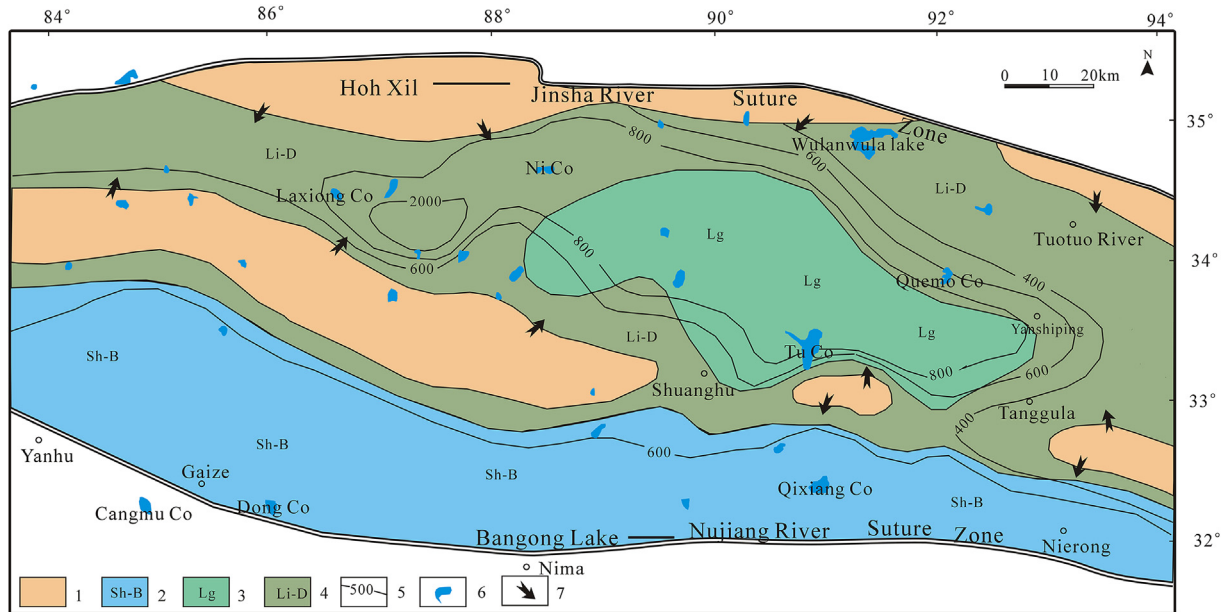 84° 86° 88° 90° 92° 94°
N
0 10 20km
Hoh Xil
Jinsha River Suture Zone
35°
800
600
Wulanwula lake
Li-D
Ni Co
Li-D
Laxiong Co
2000
Lg
Tuotuo River
800
600
34°
Lg
Quemo Co
400
Yanshiping
Lg
Sh-B
Li-D
Tu Co
800
600
Shuanghu
33°
Tanggula
400
Sh-B
600
Yanhu
Gaize
Sh-B
Qixiang Co
Sh-B
Cangmu Co
Dong Co
Bangong Lake Nujiang River Suture Zone
Nierong
32°
Nima
1 Sh-B 2 Lg 3 Li-D 4 500 5 6 7